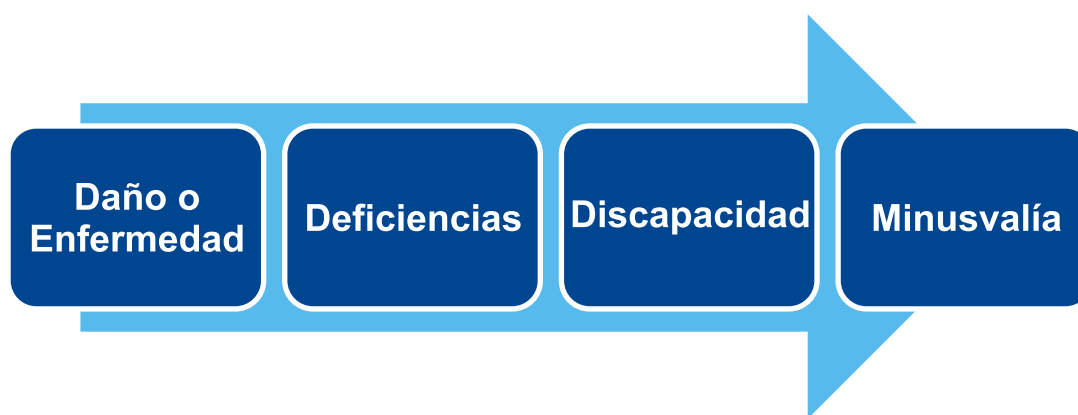 Daño o
Enfermedad
Deficiencias
Discapacidad
Minusvalía